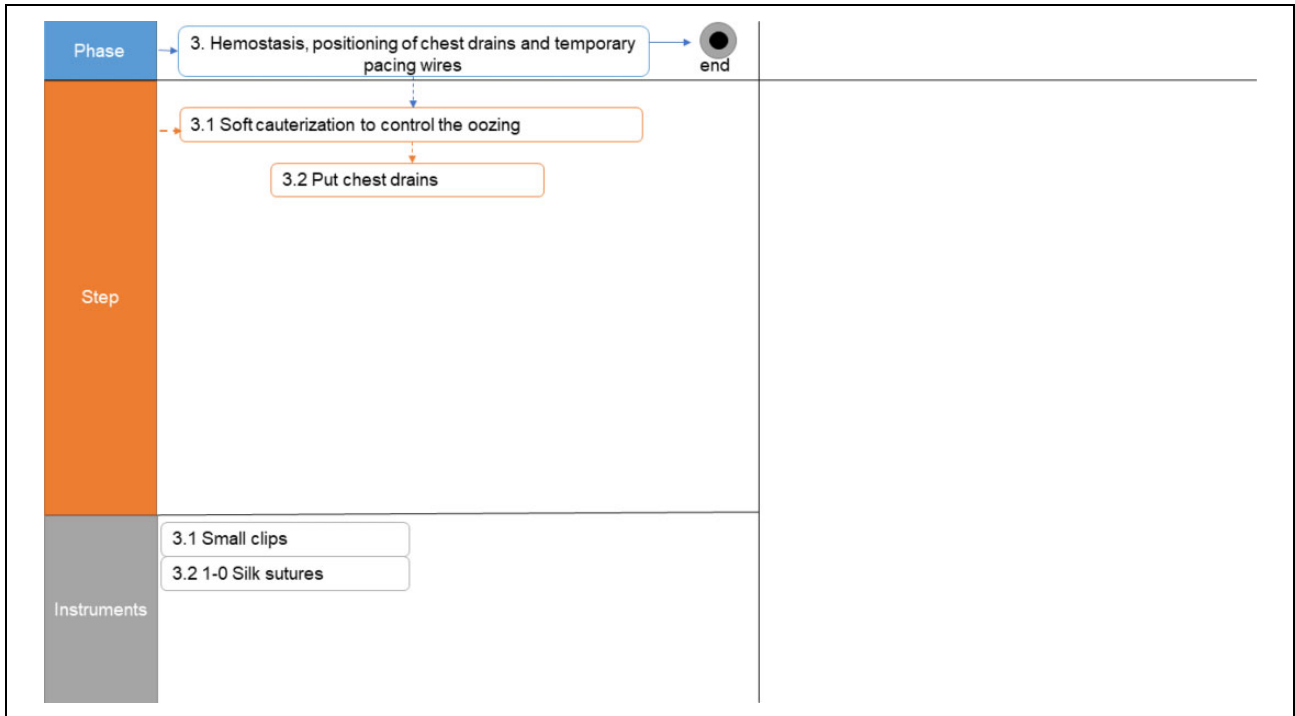 Phase
3. Hemostasis, positioning of chest drains and temporary
pacing wires
end
Step
3.1 Soft cauterization to control the oozing
3.2 Put chest drains
Instruments
3.1 Small clips
3.2 1-0 Silk sutures